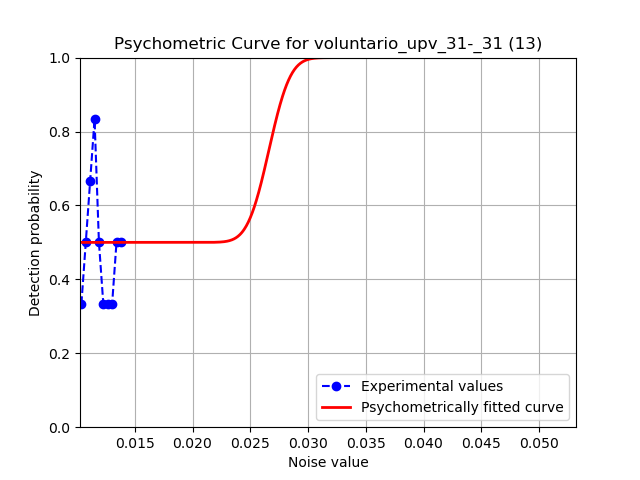 Psychometric Curve for voluntario_upv_31-_31 (13)
1.0
0.8
0.6
0.4
0.2
0.0
Detection probability
0.015 0.020 0.025 0.030 0.035 0.040 0.045 0.050
Noise value
Experimental values
Psychometrically fitted curve